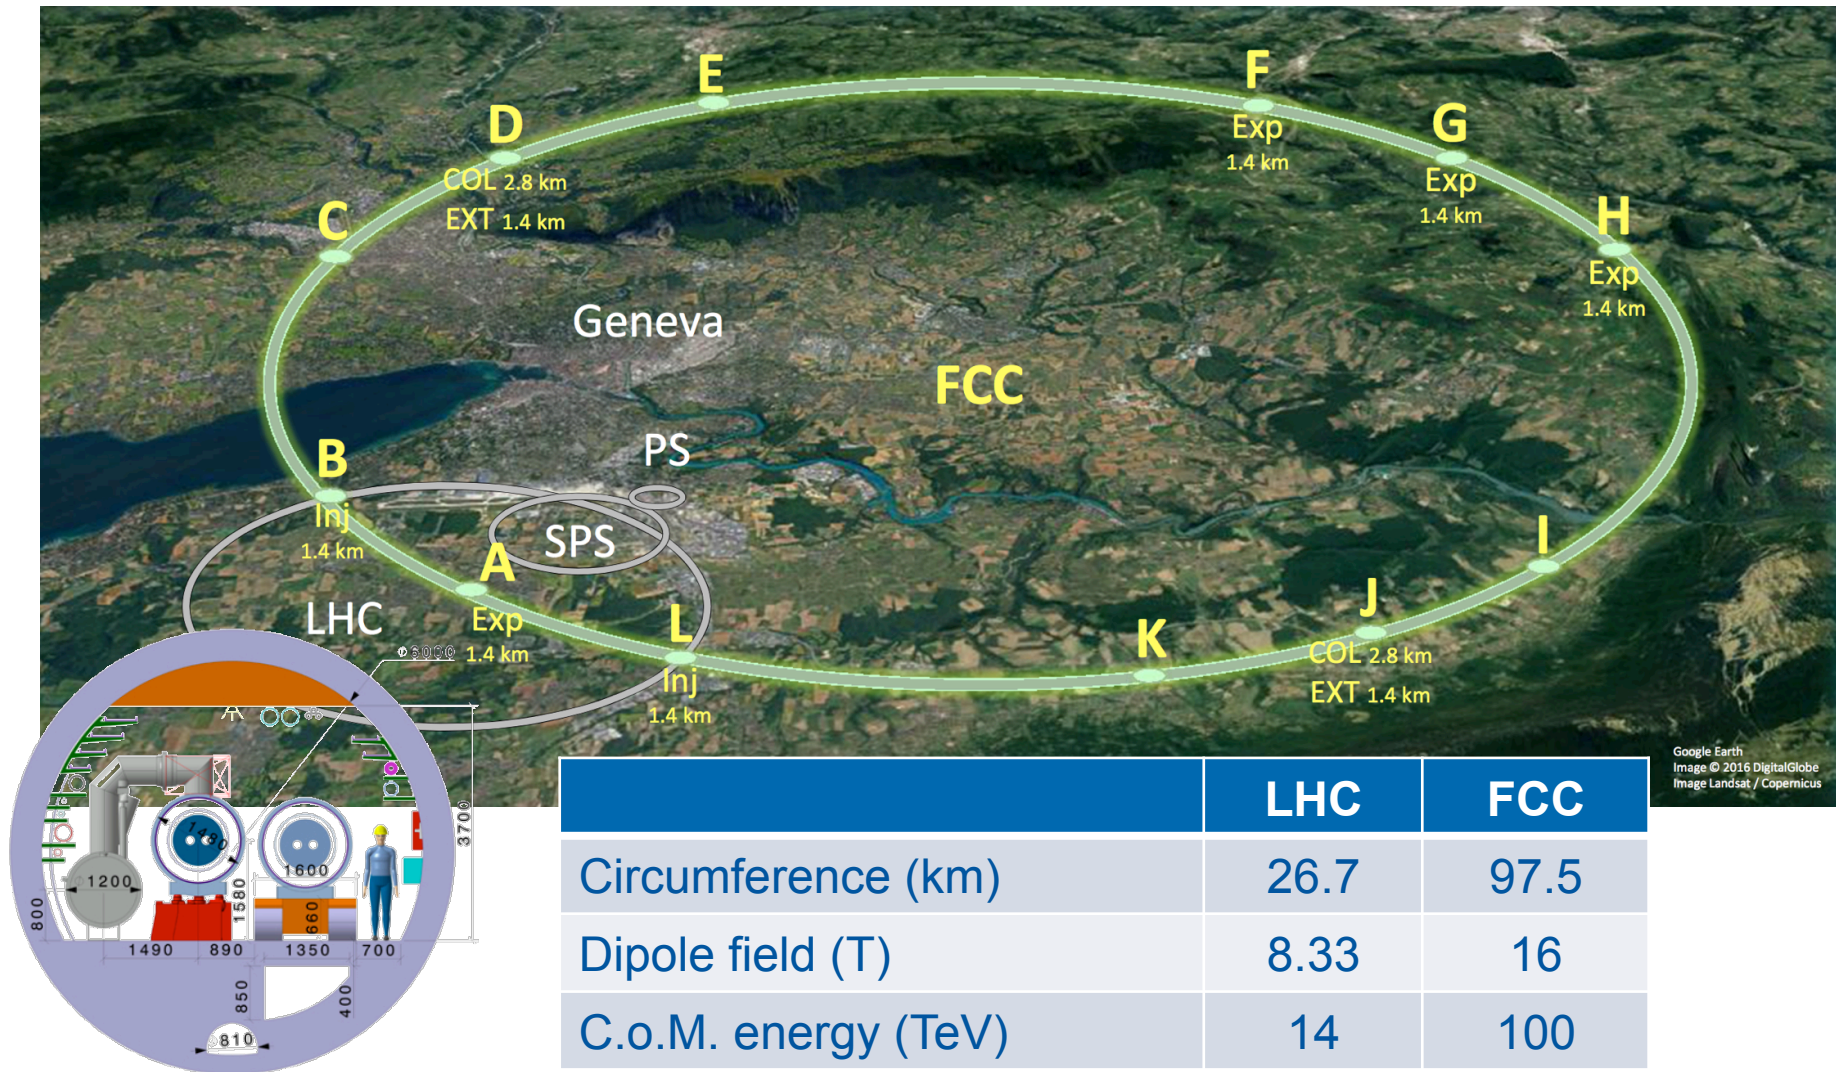 E
F
Exp
1.4 km
D
COL 2.8 km
EXT 1.4 km
G
Exp
1.4 km
C
H
Exp
1.4 km
Geneva
FCC
PS
B
Inj
1.4 km
SPS
A
Exp
1.4 km
LHC
L
Inj
1.4 km
I
J
COL 2.8 km
EXT 1.4 km
K
Google Earth
Image © 2016 DigitalGlobe
Image Landsat / Copernicus
∅6000
3700
1480
1600
1200
1580
660
800
1490 890 1350 700
850
400
∅810
LHC FCC
Circumference (km) 26.7 97.5
Dipole field (T) 8.33 16
C.o.M. energy (TeV) 14 100